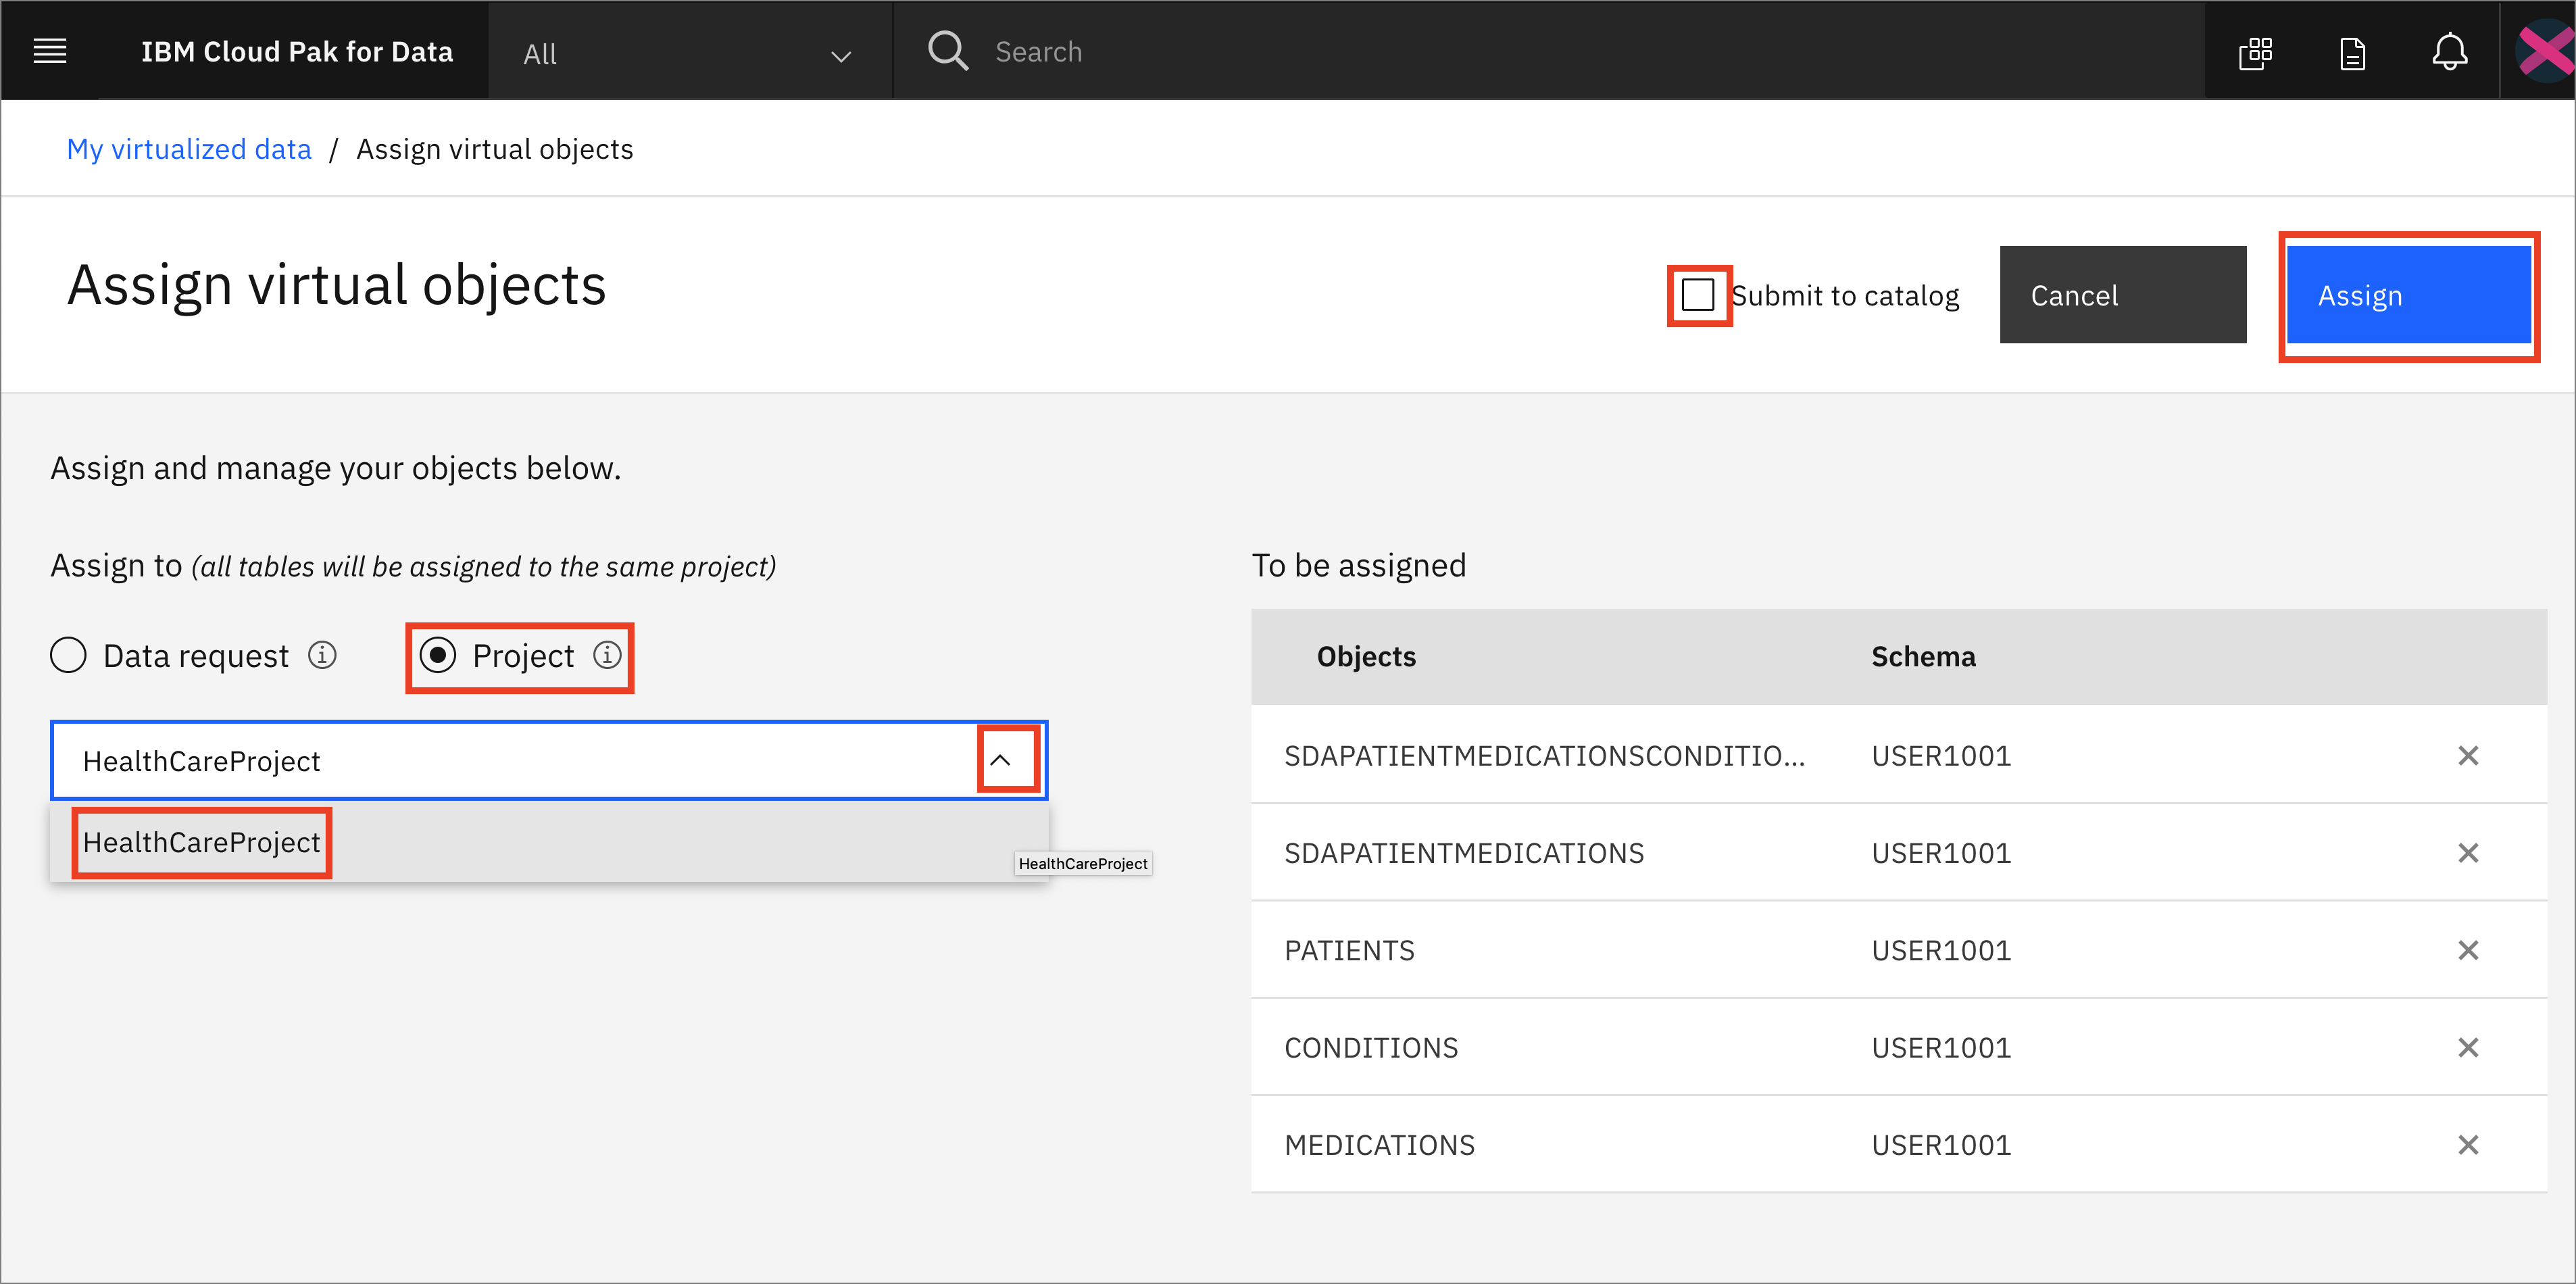 IBM Cloud Pak for Data
All
Search
My virtualized data / Assign virtual objects
Assign virtual objects
Submit to catalog
Cancel
Assign
Assign and manage your objects below.
Assign to (all tables will be assigned to the same project)
Data request
Project
HealthCareProject
HealthCareProject
HealthCareProject
To be assigned
Objects Schema
SDAPATIENTMEDICATIONSCONDITIO... USER1001
SDAPATIENTMEDICATIONS USER1001
PATIENTS USER1001
CONDITIONS USER1001
MEDICATIONS USER1001